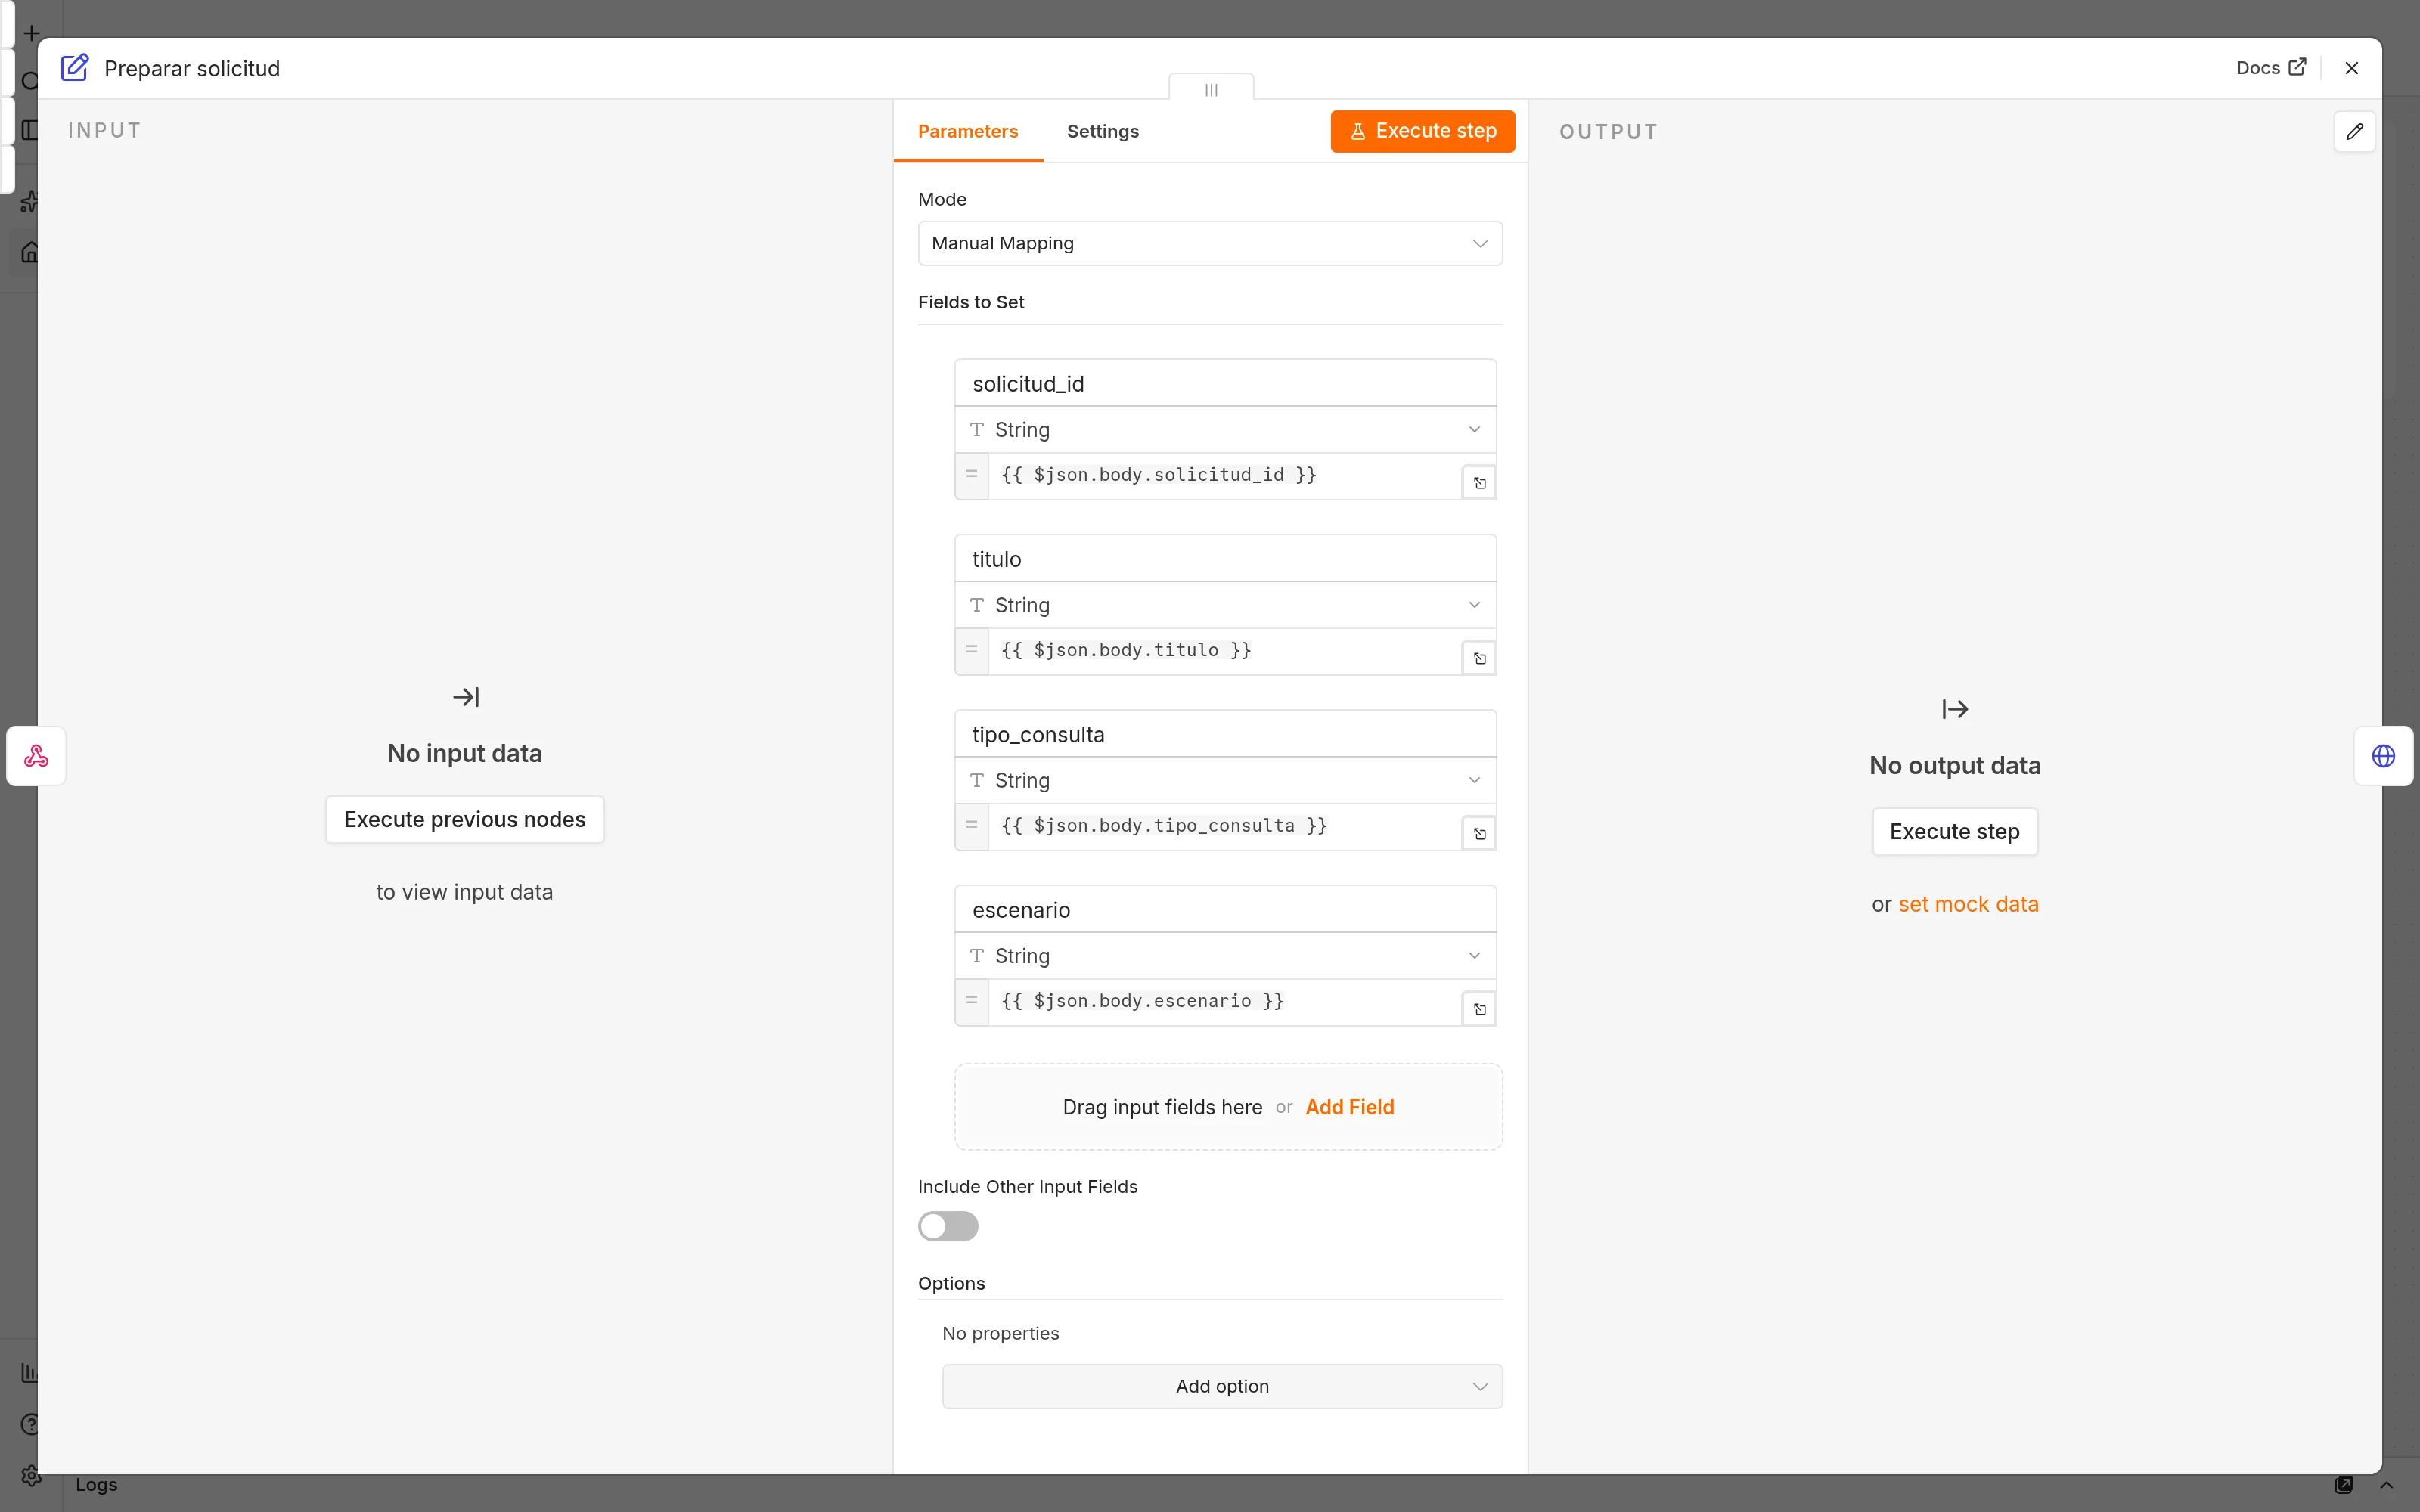 Preparar solicitud
Docs
INPUT
Parameters
Settings
Execute step
OUTPUT
Mode
Manual Mapping
Fields to Set
solicitud_id
String
= {{ $json.body.solicitud_id }}
titulo
String
= {{ $json.body.titulo }}
tipo_consulta
String
= {{ $json.body.tipo_consulta }}
escenario
String
= {{ $json.body.escenario }}
Drag input fields here or Add Field
Include Other Input Fields
Options
No properties
Add option
No input data
Execute previous nodes
to view input data
No output data
Execute step
or set mock data
Logs